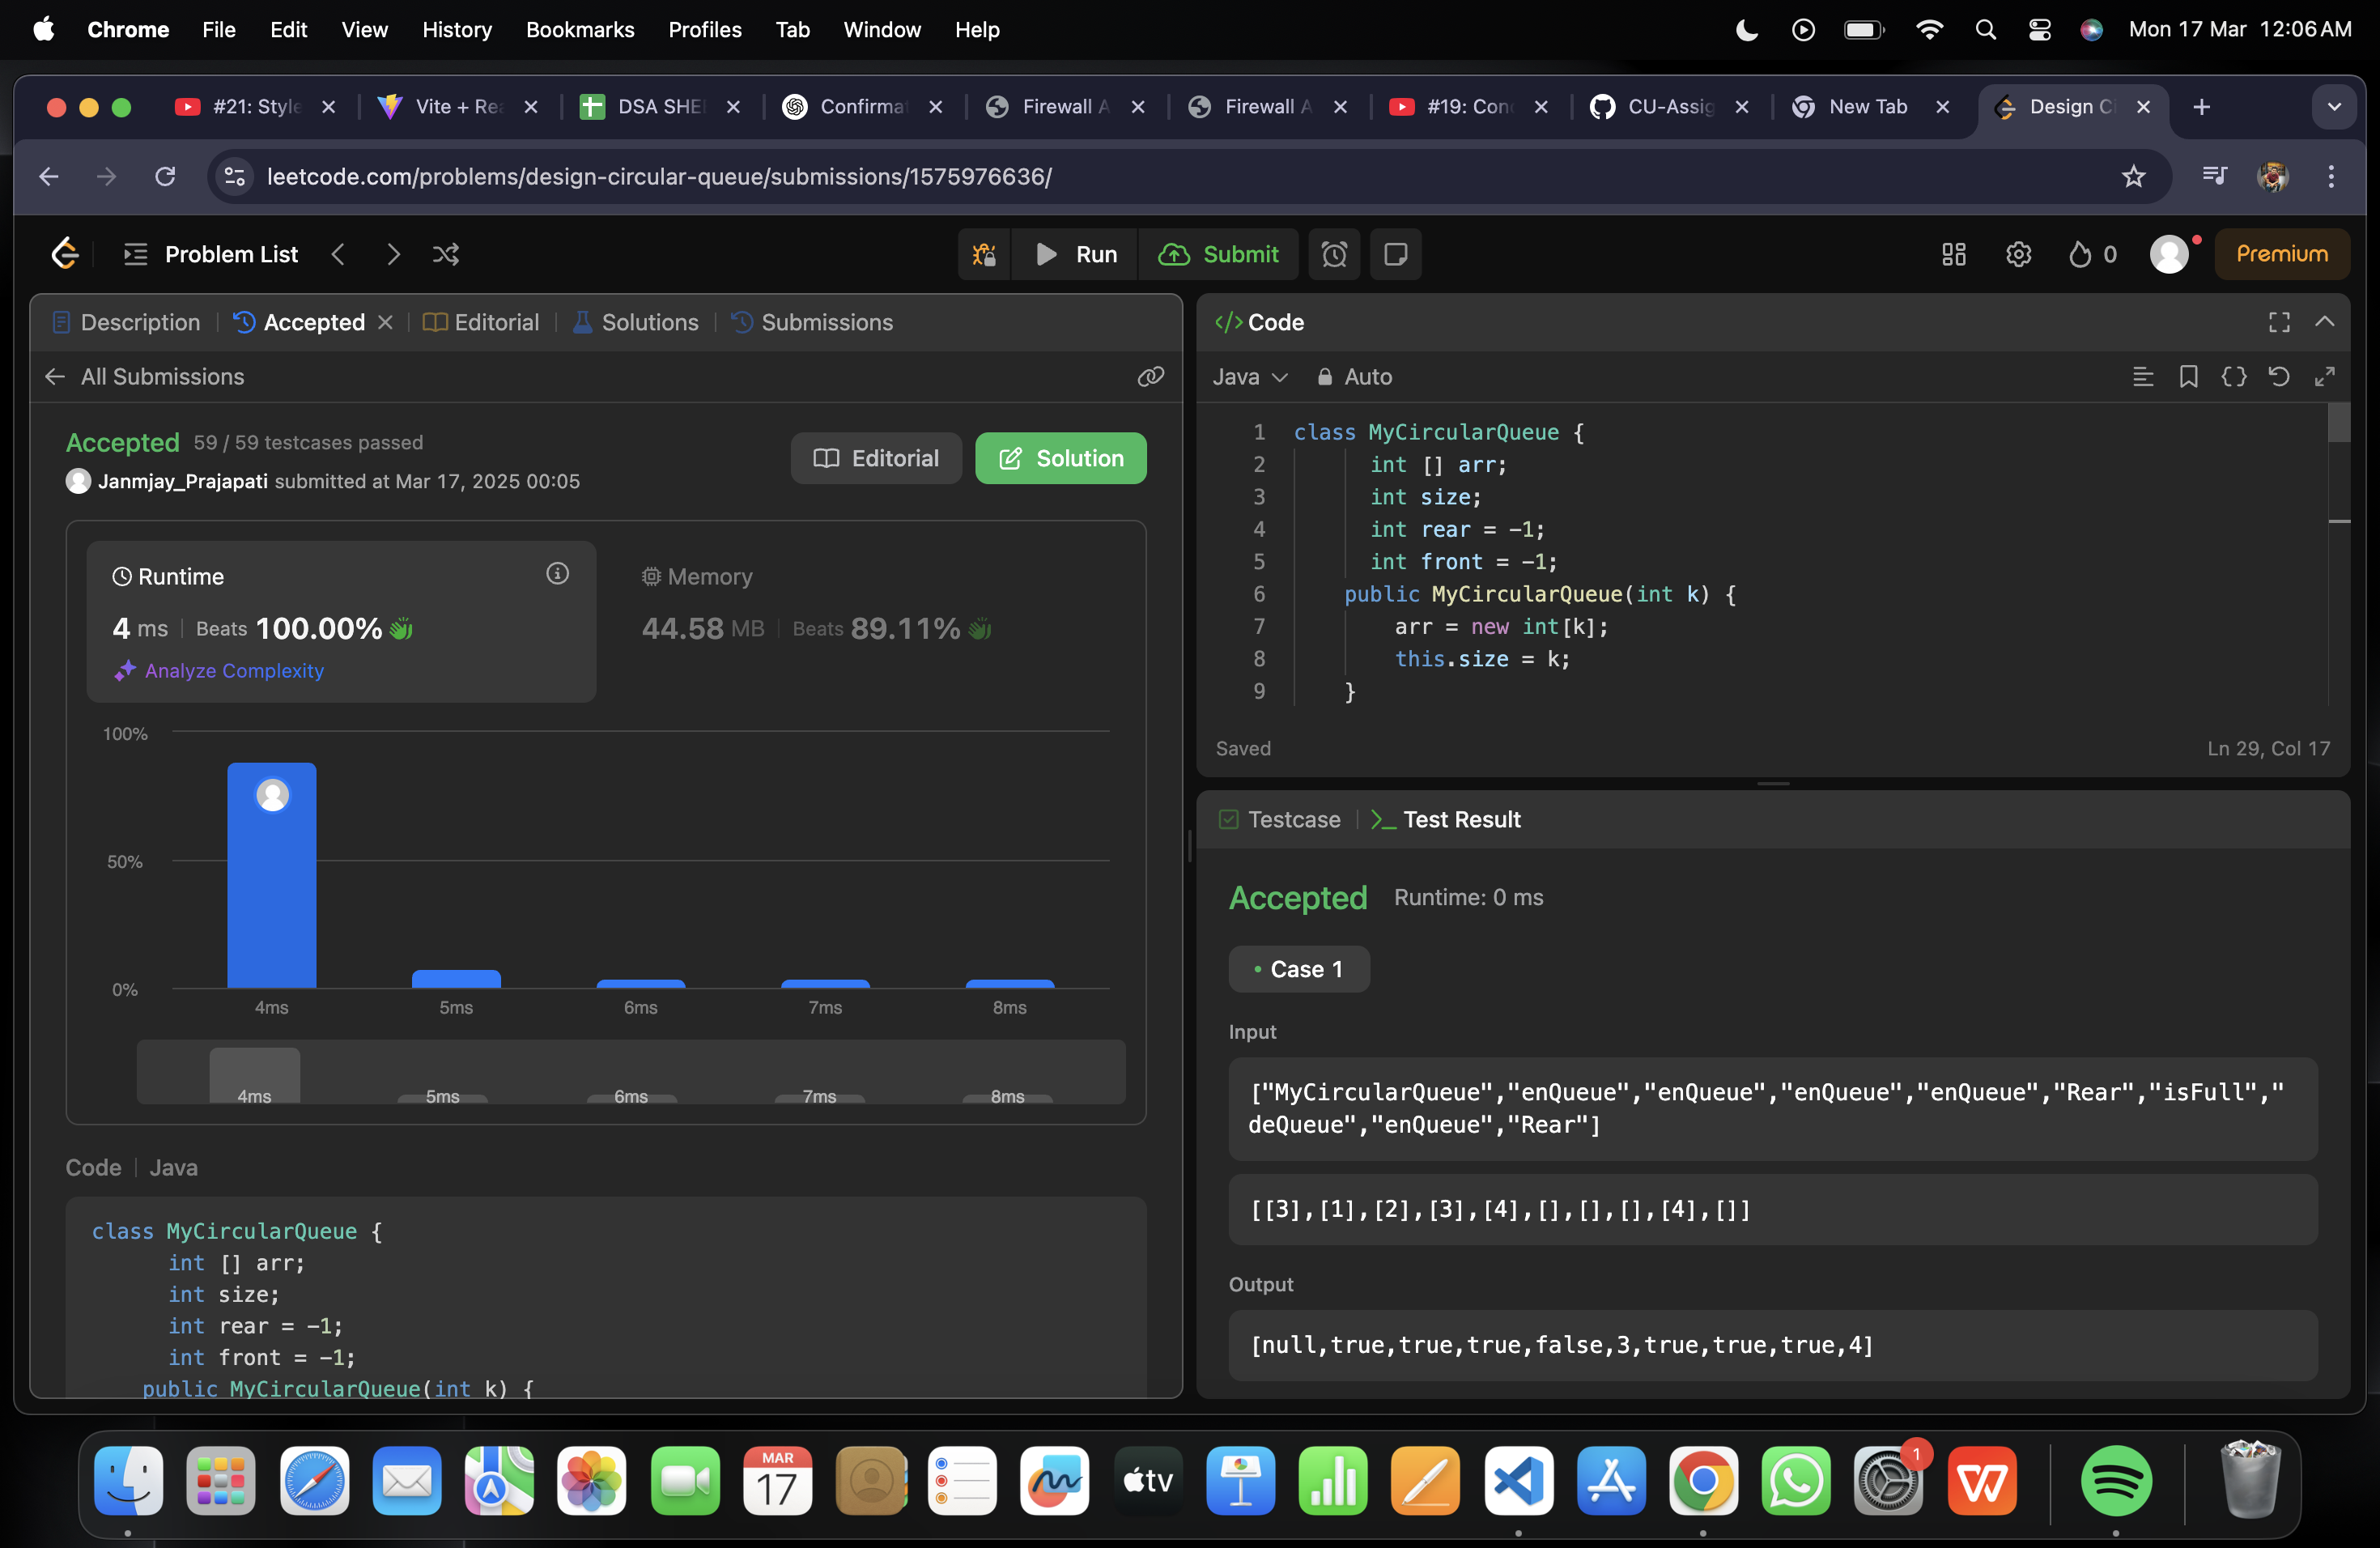 Chrome File Edit View History Bookmarks Profiles Tab Window Help Mon 17 Mar 12:06 AM
#21: Style Vite + Rea DSA SHE Confirma Firewall A Firewall A #19: Con CU-Assig New Tab Design Ci
leetcode.com/problems/design-circular-queue/submissions/1575976636/
Problem List Run Submit 0 Premium
Description Accepted Editorial Solutions Submissions
All Submissions
Accepted 59 / 59 testcases passed
Editorial Solution
Janmjay_Prajapati submitted at Mar 17, 2025 00:05
Runtime
4 ms Beats 100.00%
Analyze Complexity
Memory
44.58 MB Beats 89.11%
100%
50%
0%
4ms 5ms 6ms 7ms 8ms
4ms 5ms 6ms 7ms 8ms
Code Java
class MyCircularQueue {
int [] arr;
int size;
int rear = -1;
int front = -1;
public MyCircularQueue(int k) {
</> Code
Java Auto
1 class MyCircularQueue {
2 int [] arr;
3 int size;
4 int rear = -1;
5 int front = -1;
6 public MyCircularQueue(int k) {
7 arr = new int[k];
8 this.size = k;
9 }
Saved Ln 29, Col 17
Testcase >_ Test Result
Accepted Runtime: 0 ms
• Case 1
Input
["MyCircularQueue","enQueue","enQueue","enQueue","enQueue","Rear","isFull","
deQueue","enQueue","Rear"]
[[3],[1],[2],[3],[4],[],[],[],[4],[]]
Output
[null,true,true,true,false,3,true,true,true,4]
MAR
17
tv
1